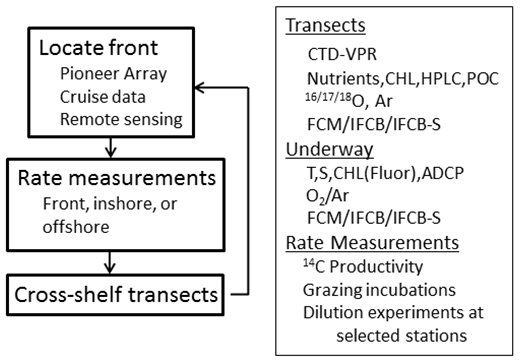 Locate front
Pioneer Array
Cruise data
Remote sensing
Rate measurements
Front, inshore, or
offshore
Cross-shelf transects
Transects
CTD-VPR
Nutrients,CHL,HPLC,POC
16/17/18O, Ar
FCM/IFCB/IFCB-S
Underway
T,S,CHL(Fluor),ADCP
O2/Ar
FCM/IFCB/IFCB-S
Rate Measurements
14C Productivity
Grazing incubations
Dilution experiments at
selected stations